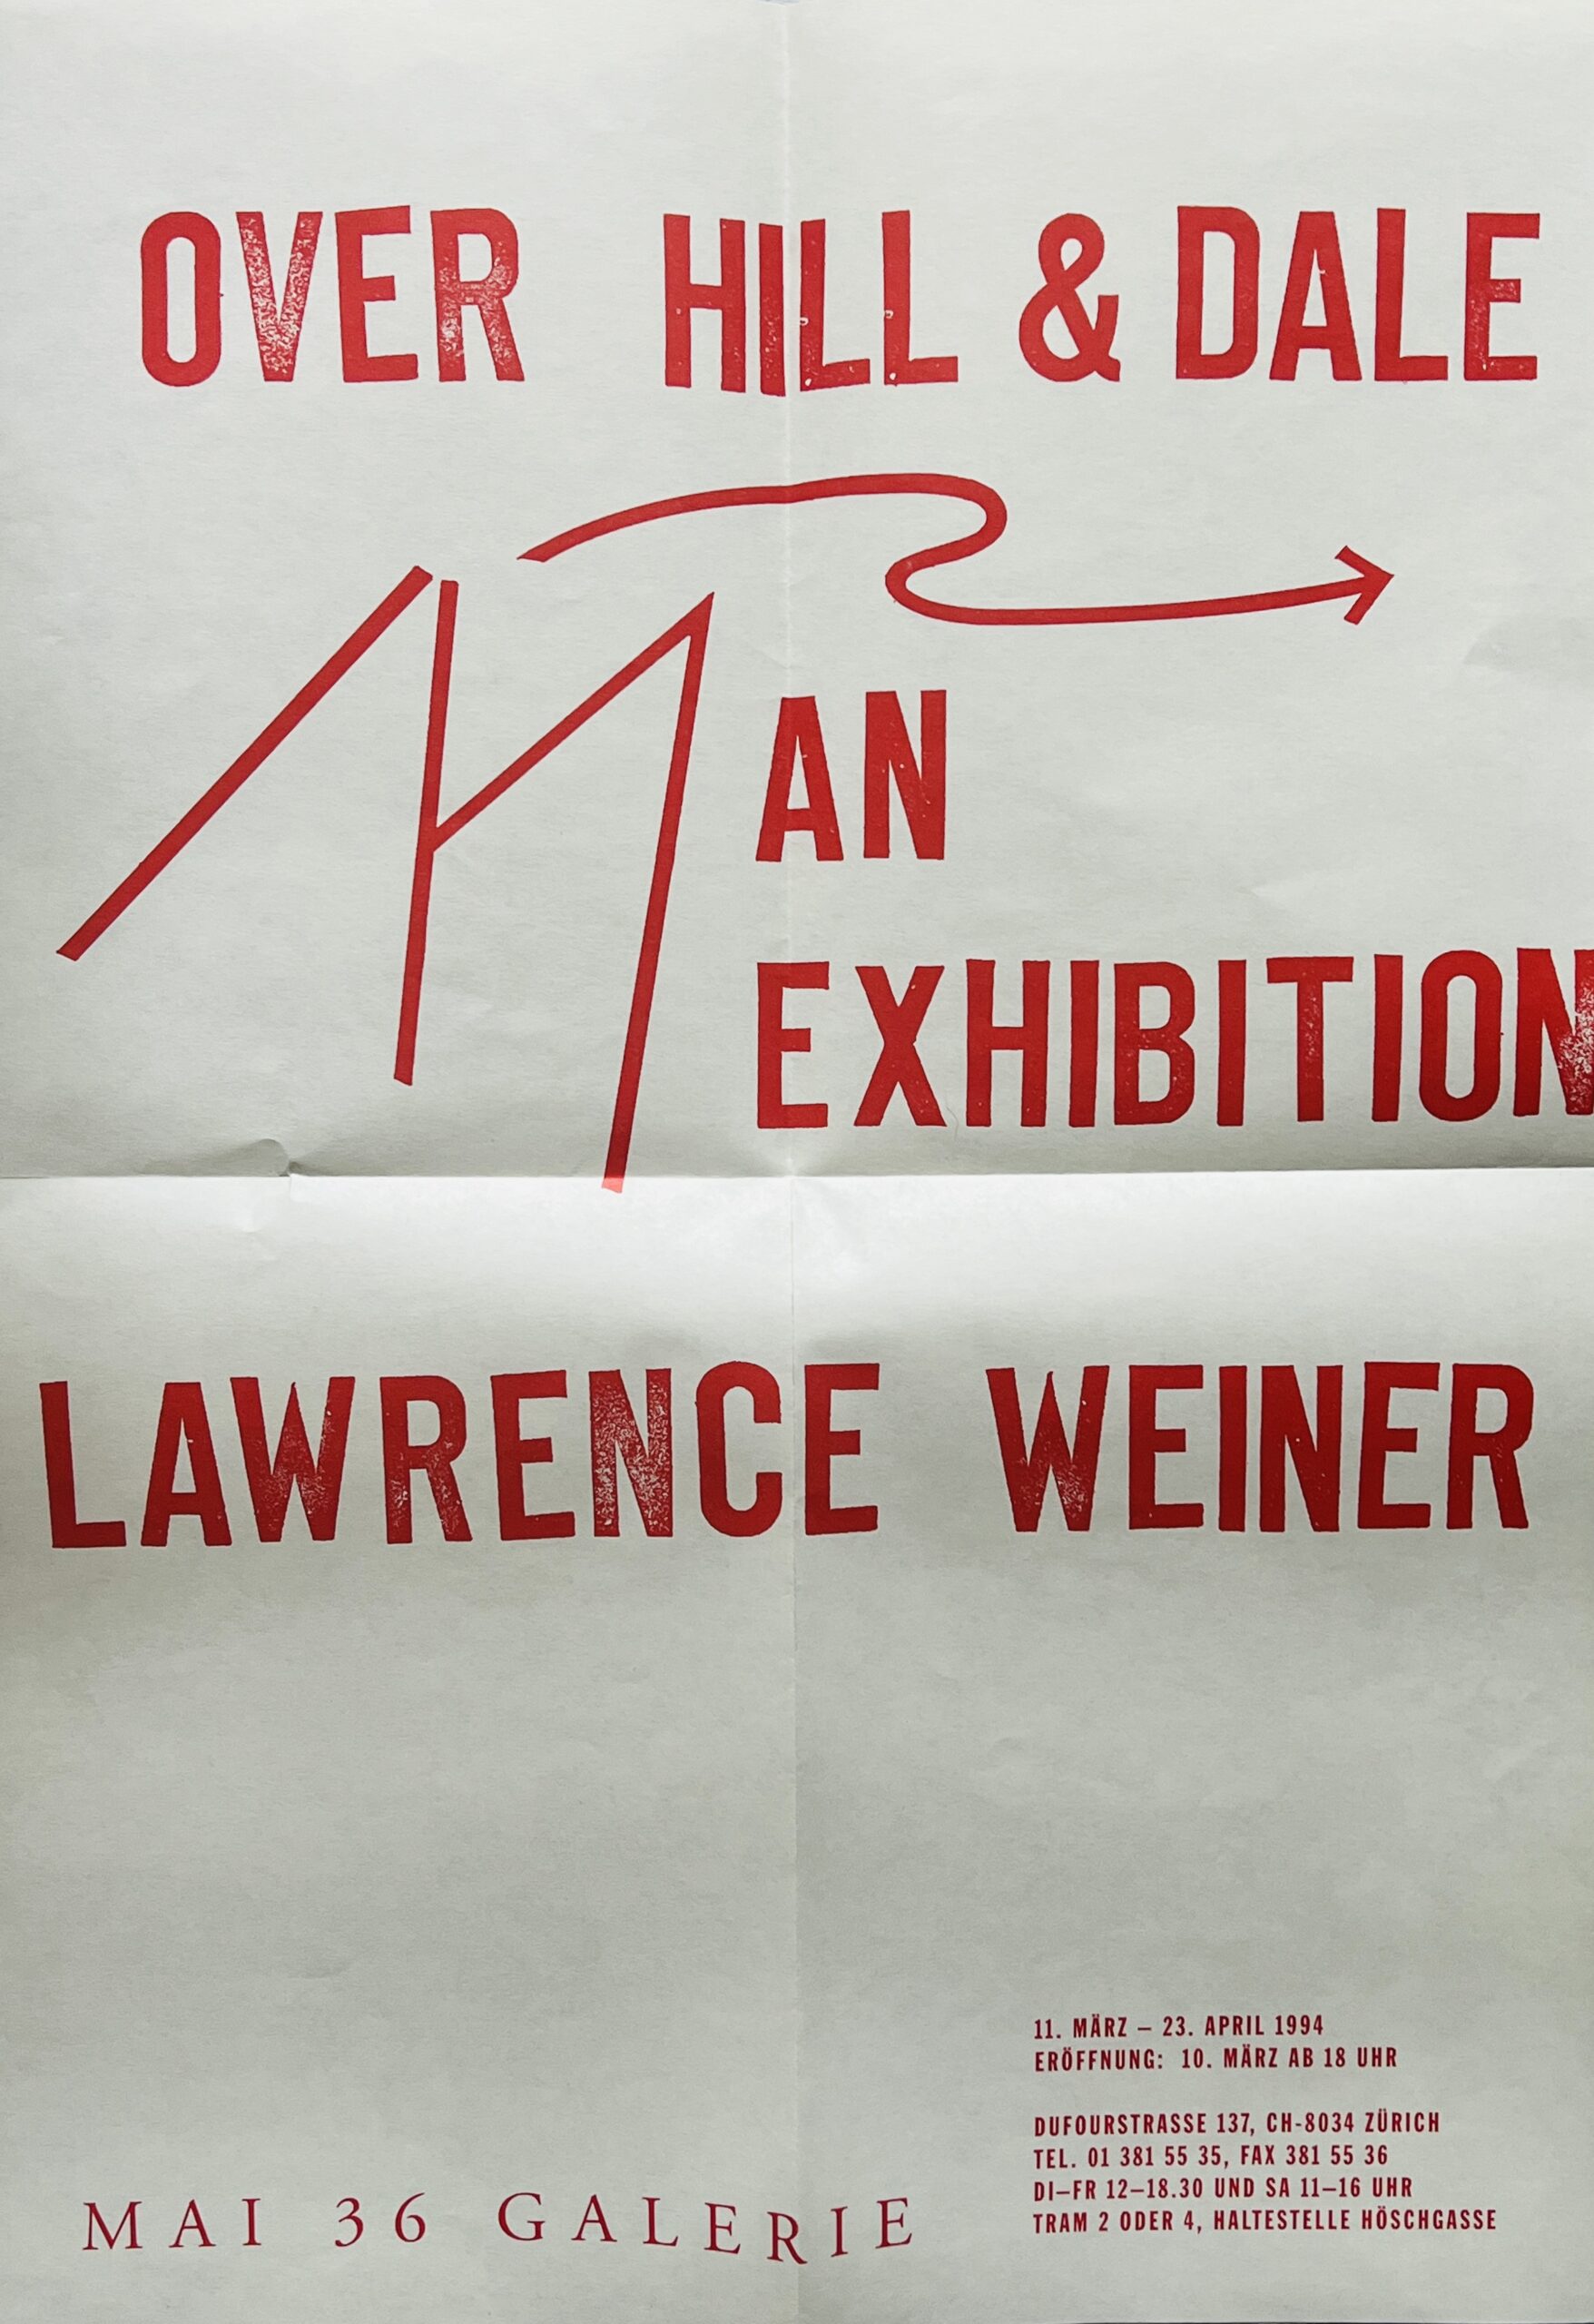 OVER HILL & DALE
AN
EXHIBITION
LAWRENCE WEINER
11. MÄRZ – 23. APRIL 1994
ERÖFFNUNG: 10. MÄRZ AB 18 UHR
DUFOURSTRASSE 137, CH-8034 ZÜRICH
TEL. 01 381 55 35, FAX 381 55 36
DI–FR 12–18.30 UND SA 11–16 UHR
TRAM 2 ODER 4, HALTESTELLE HÖSCHGASSE
MAI 36 GALERIE